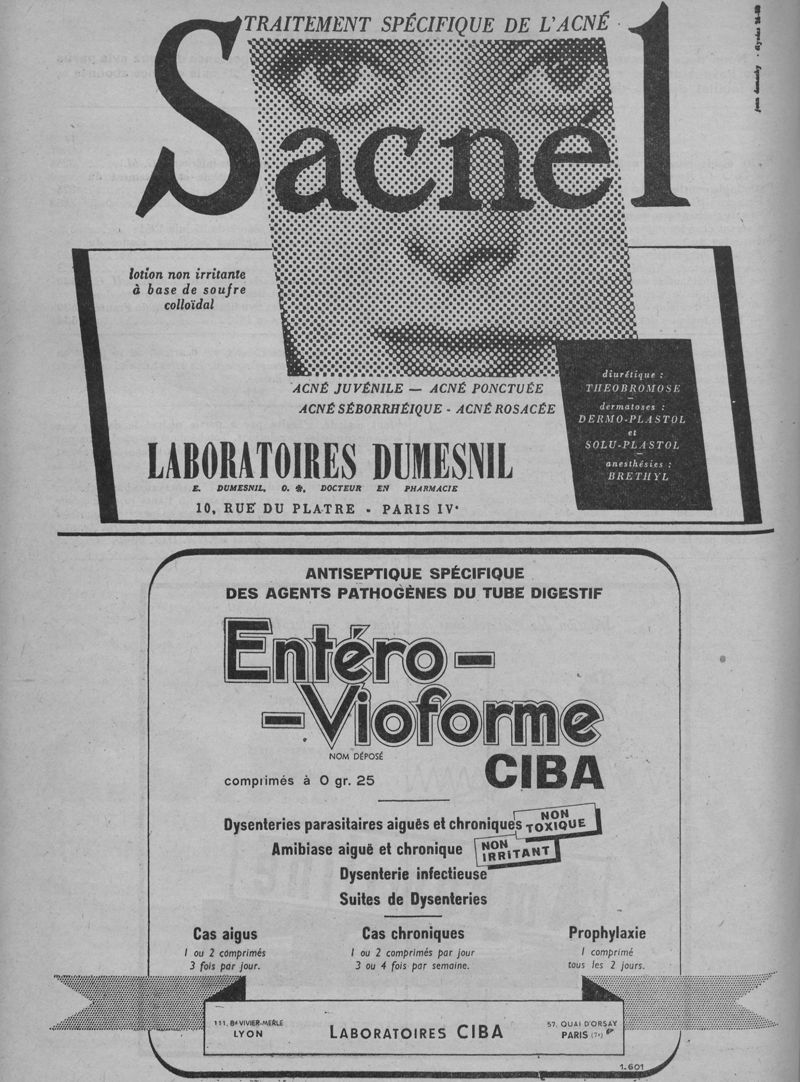 TRAITEMENT SPÉCIFIQUE DE L'ACNÉ
Sacnél
lotion non irritante
à base de soufre
colloïdal
ACNÉ JUVÉNILE — ACNÉ PONCTUÉE
ACNÉ SÉBORRHÉIQUE - ACNÉ ROSACÉE
diurétique :
THEOBROMOSE
—
dermatoses :
DERMO-PLASTOL
et
SOLU-PLASTOL
—
anesthésies :
BRETHYL
LABORATOIRES DUMESNIL
E. DUMESNIL, O. DOCTEUR EN PHARMACIE
10, RUE DU PLATRE - PARIS IVe
ANTISEPTIQUE SPÉCIFIQUE
DES AGENTS PATHOGÈNES DU TUBE DIGESTIF
Entéro-
-Vioforme
NOM DÉPOSÉ
CIBA
comprimés à 0 gr. 25
Dysenteries parasitaires aiguës et chroniques
NON
TOXIQUE
Amibiase aiguë et chronique
NON
IRRITANT
Dysenterie infectieuse
Suites de Dysenteries
Cas aigus
1 ou 2 comprimés
3 fois par jour.
Cas chroniques
1 ou 2 comprimés par jour
3 ou 4 fois par semaine.
Prophylaxie
1 comprimé
tous les 2 jours.
111, Bd VIVIER-MERLE
LYON
LABORATOIRES CIBA
57, QUAI D'ORSAY
PARIS (7e)
1-601